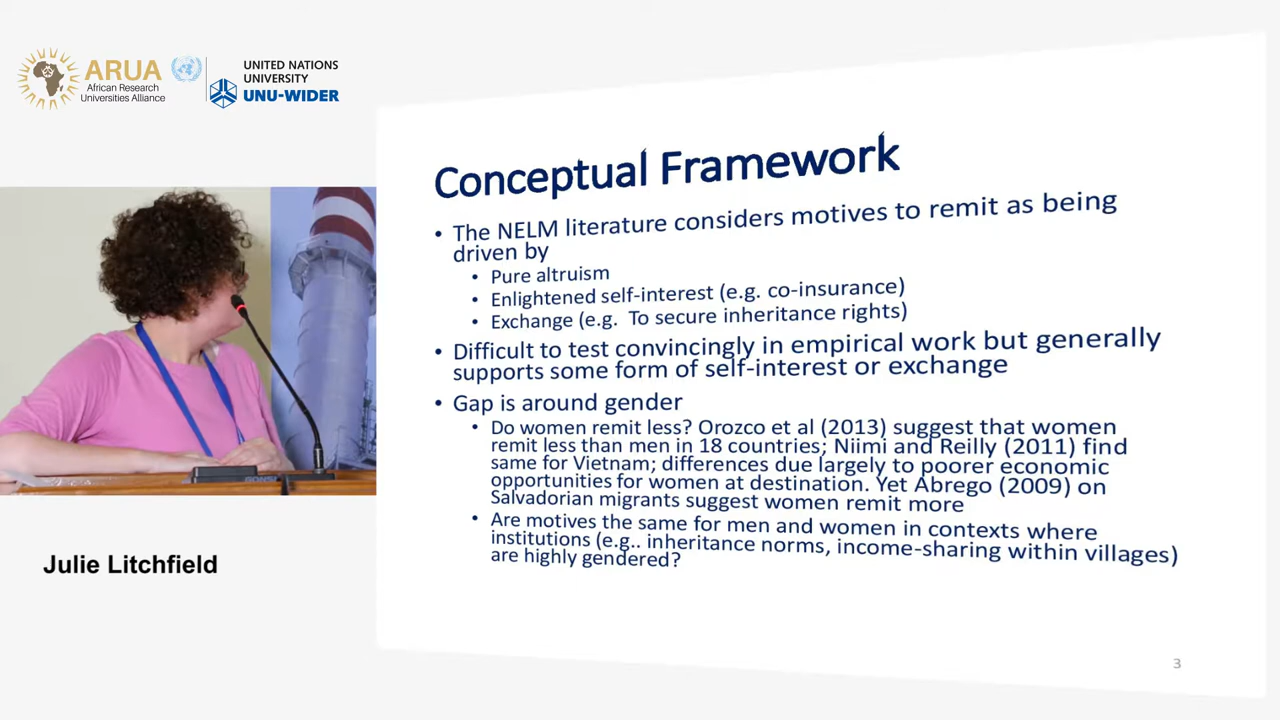 ARUA
African Research
Universities Alliance
UNITED NATIONS
UNIVERSITY
UNU-WIDER
Conceptual Framework
• The NELM literature considers motives to remit as being
driven by
• Pure altruism
• Enlightened self-interest (e.g. co-insurance)
• Exchange (e.g.  To secure inheritance rights)
• Difficult to test convincingly in empirical work but generally
supports some form of self-interest or exchange
• Gap is around gender
• Do women remit less? Orozco et al (2013) suggest that women
remit less than men in 18 countries; Niimi and Reilly (2011) find
same for Vietnam; differences due largely to poorer economic
opportunities for women at destination. Yet Abrego (2009) on
Salvadorian migrants suggest women remit more
• Are motives the same for men and women in contexts where
institutions (e.g.. inheritance norms, income-sharing within villages)
are highly gendered?
Julie Litchfield
3